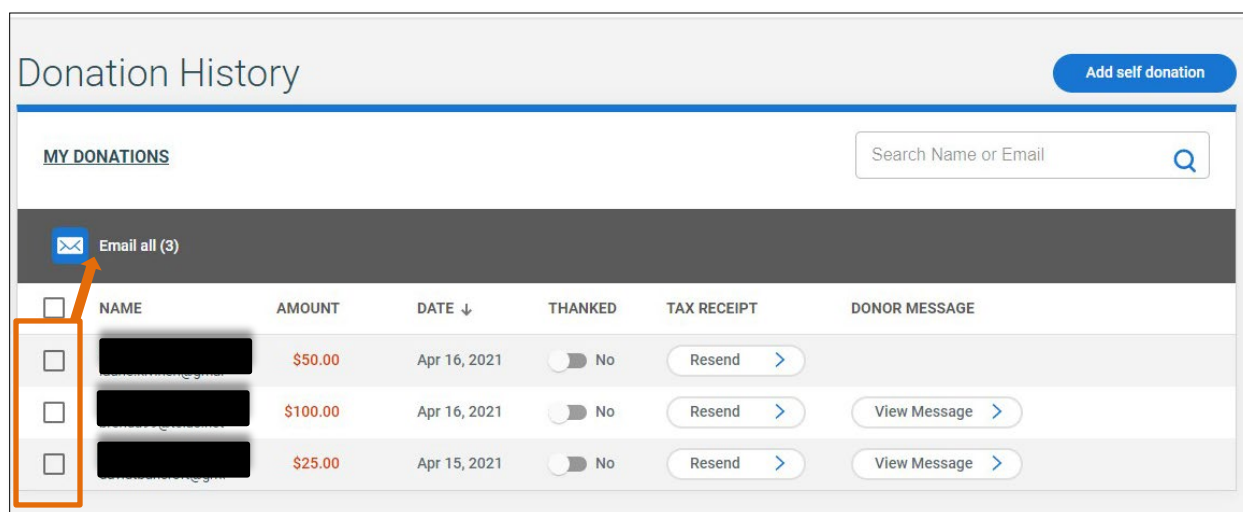 Donation History
Add self donation
MY DONATIONS
Search Name or Email
Email all (3)
NAME AMOUNT DATE ↓ THANKED TAX RECEIPT DONOR MESSAGE
$50.00 Apr 16, 2021 No Resend >
$100.00 Apr 16, 2021 No Resend > View Message >
$25.00 Apr 15, 2021 No Resend > View Message >